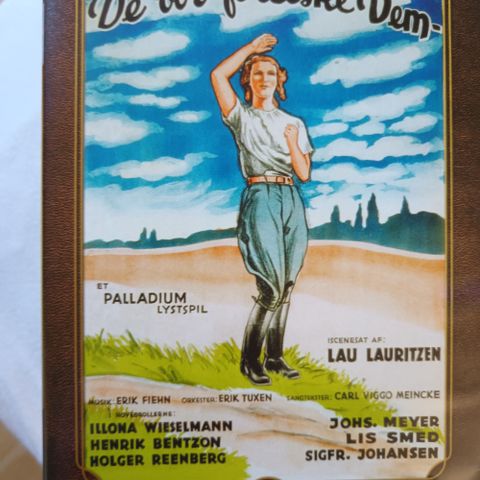 De bør forelske Dem-
ET
PALLADIUM
LYSTSPIL
ISCENESAT AF:
LAU LAURITZEN
MUSIK: ERIK FIEHN ORKESTER: ERIK TUXEN SANGTEKSTER: CARL VIGGO MEINCKE
I HOVEDROLLERNE:
ILLONA WIESELMANN
HENRIK BENTZON
HOLGER REENBERG
JOHS. MEYER
LIS SMED
SIGFR. JOHANSEN